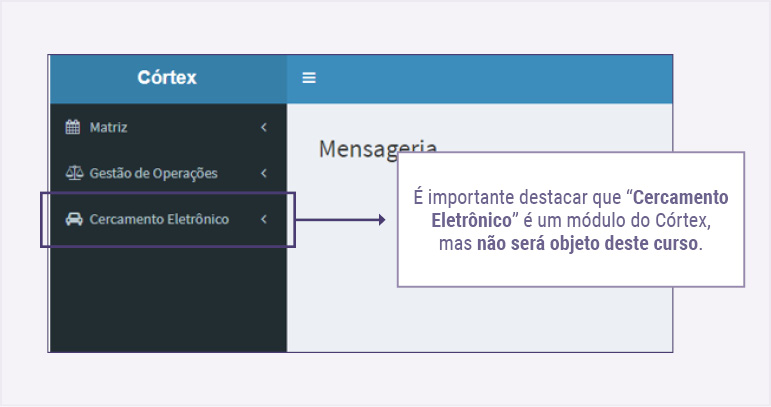 Córtex
Matriz
Gestão de Operações
Cercamento Eletrônico
Mensageria
É importante destacar que “Cercamento
Eletrônico” é um módulo do Córtex,
mas não será objeto deste curso.